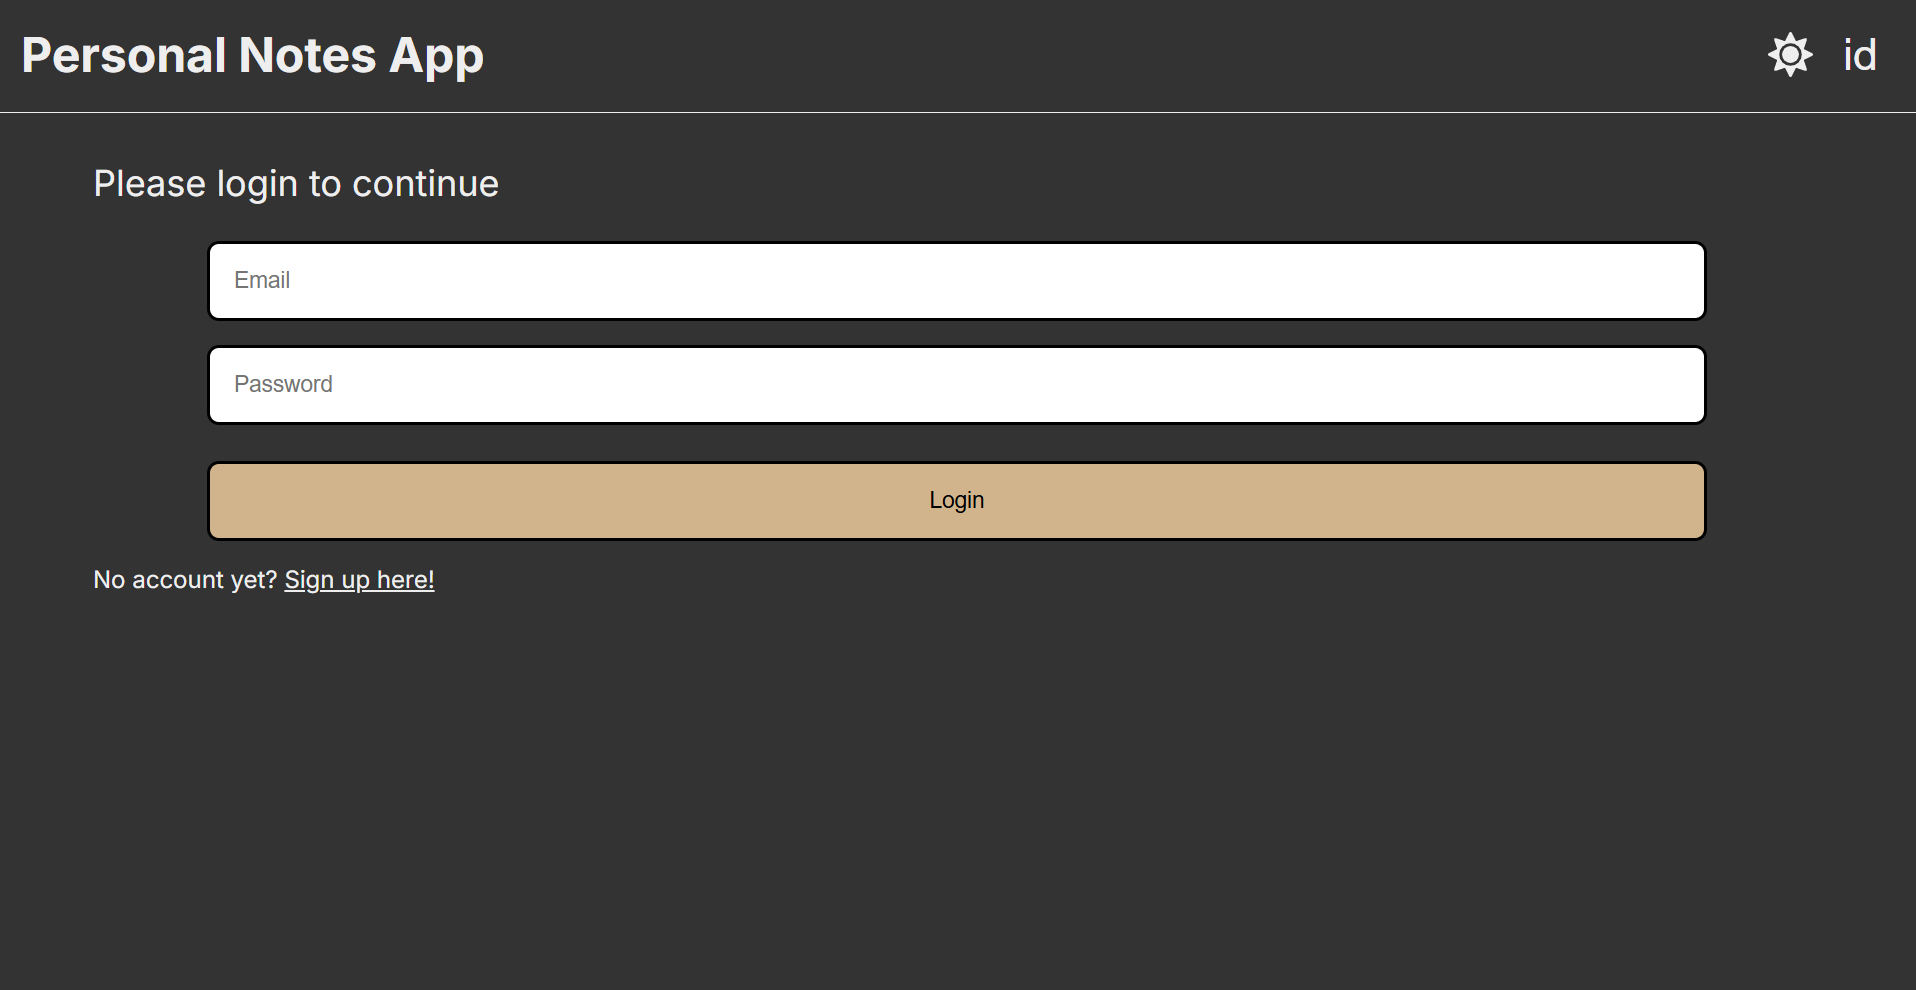 Personal Notes App
id
Please login to continue
Email
Password
Login
No account yet? Sign up here!